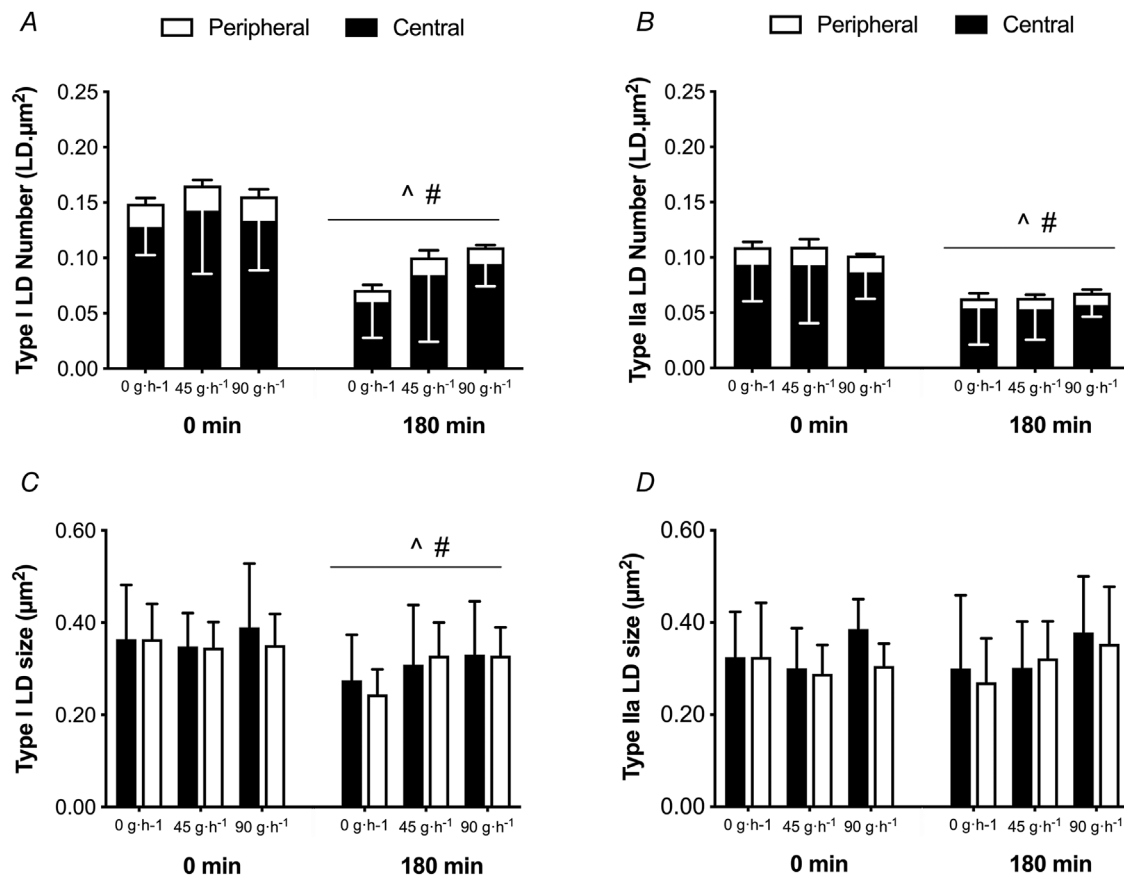 A
Peripheral Central
Type I LD Number (LD.µm²)
0.25
0.20
0.15
0.10
0.05
0.00
^ #
0 g·h-1 45 g·h⁻¹ 90 g·h⁻¹ 0 g·h-1 45 g·h⁻¹ 90 g·h⁻¹
0 min 180 min
B
Peripheral Central
Type IIa LD Number (LD.µm²)
0.25
0.20
0.15
0.10
0.05
0.00
^ #
0 g·h-1 45 g·h⁻¹ 90 g·h⁻¹ 0 g·h-1 45 g·h⁻¹ 90 g·h⁻¹
0 min 180 min
C
Type I LD size (µm²)
0.60
0.40
0.20
0.00
^ #
0 g·h-1 45 g·h⁻¹ 90 g·h⁻¹ 0 g·h-1 45 g·h⁻¹ 90 g·h⁻¹
0 min 180 min
D
Type IIa LD size (µm²)
0.60
0.40
0.20
0.00
0 g·h-1 45 g·h⁻¹ 90 g·h⁻¹ 0 g·h-1 45 g·h⁻¹ 90 g·h⁻¹
0 min 180 min